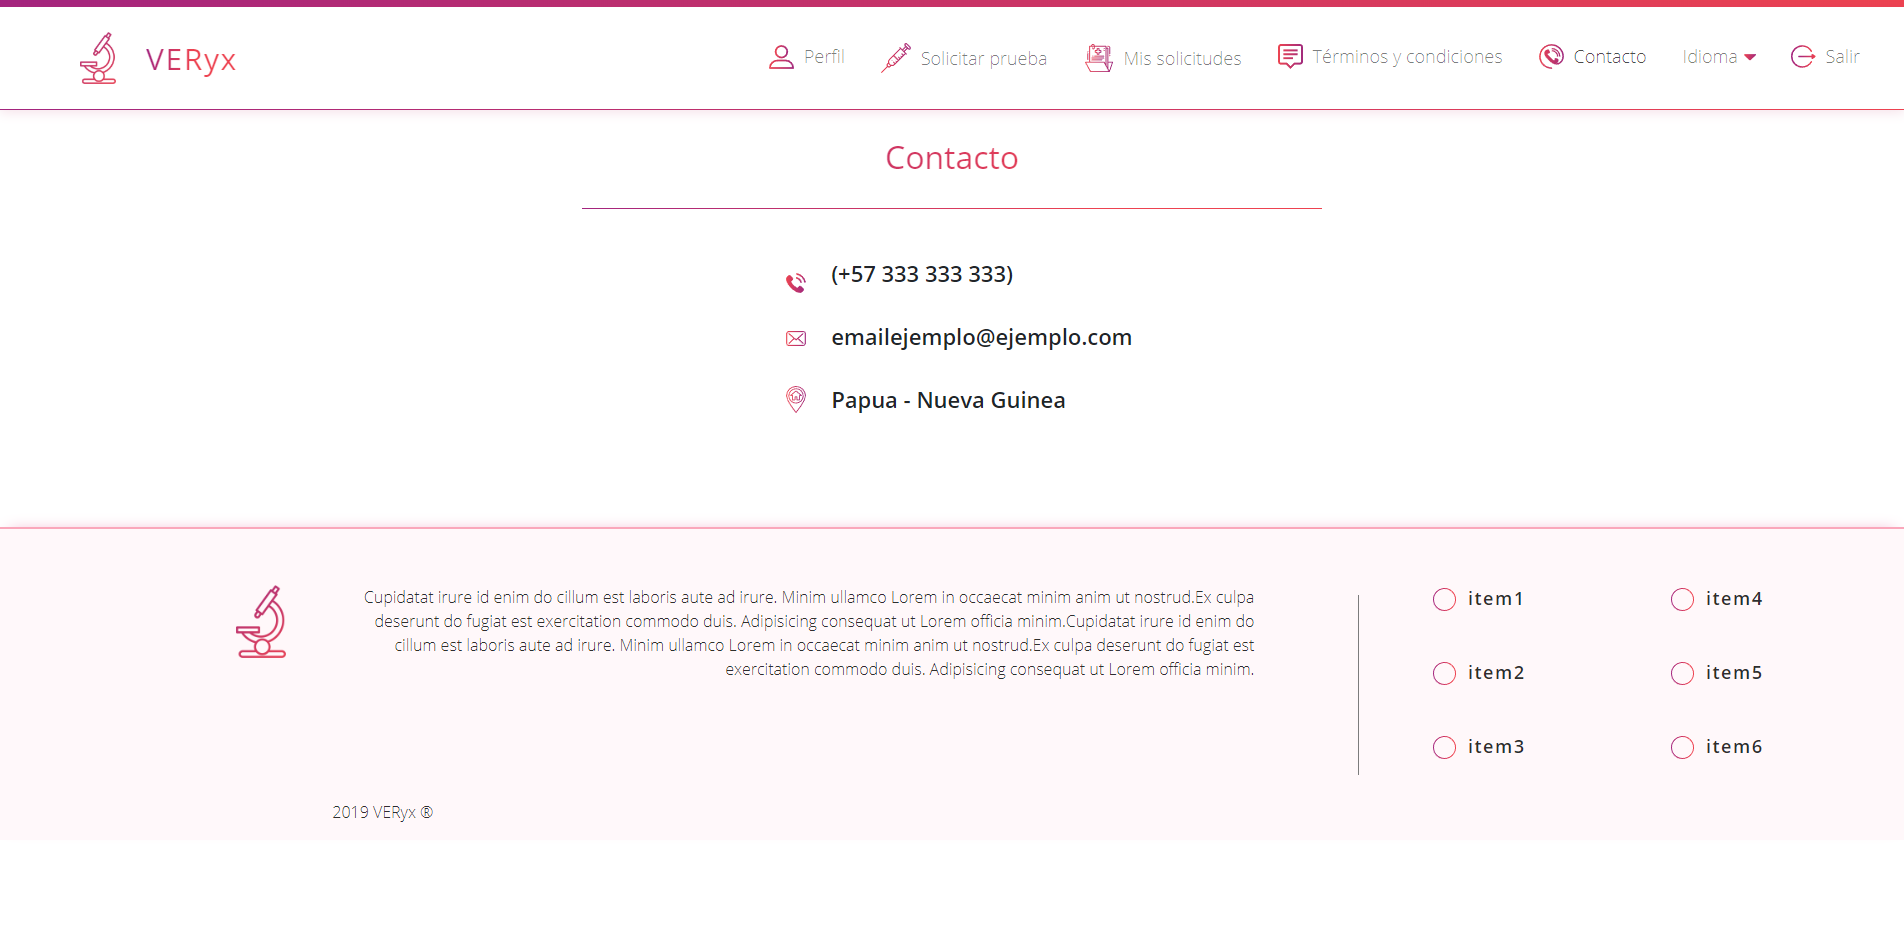 VERyx
Perfil
Solicitar prueba
Mis solicitudes
Términos y condiciones
Contacto
Idioma
Salir
Contacto
(+57 333 333 333)
emailejemplo@ejemplo.com
Papua - Nueva Guinea
Cupidatat irure id enim do cillum est laboris aute ad irure. Minim ullamco Lorem in occaecat minim anim ut nostrud.Ex culpa
deserunt do fugiat est exercitation commodo duis. Adipisicing consequat ut Lorem officia minim.Cupidatat irure id enim do
cillum est laboris aute ad irure. Minim ullamco Lorem in occaecat minim anim ut nostrud.Ex culpa deserunt do fugiat est
exercitation commodo duis. Adipisicing consequat ut Lorem officia minim.
item1
item4
item2
item5
item3
item6
2019 VERyx ®